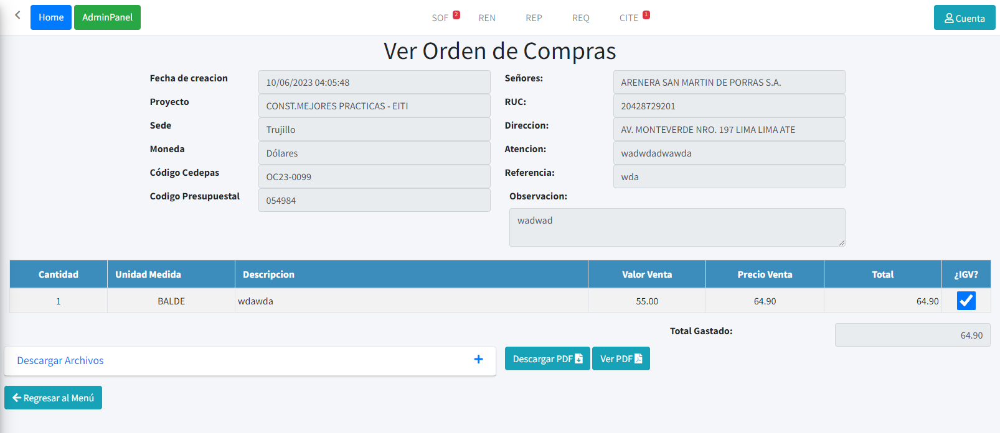 Home AdminPanel SOF 2 REN REP REQ CITE 1 Cuenta
Ver Orden de Compras
Fecha de creacion 10/06/2023 04:05:48
Proyecto CONST.MEJORES PRACTICAS - EITI
Sede Trujillo
Moneda Dólares
Código Cedepas OC23-0099
Codigo Presupuestal 054984
Señores: ARENERA SAN MARTIN DE PORRAS S.A.
RUC: 20428729201
Direccion: AV. MONTEVERDE NRO. 197 LIMA LIMA ATE
Atencion: wadwdadwawda
Referencia: wda
Observacion:
wadwad
Cantidad Unidad Medida Descripcion Valor Venta Precio Venta Total ¿IGV?
1 BALDE wdawda 55.00 64.90 64.90
Total Gastado: 64.90
Descargar Archivos
Descargar PDF Ver PDF
Regresar al Menú